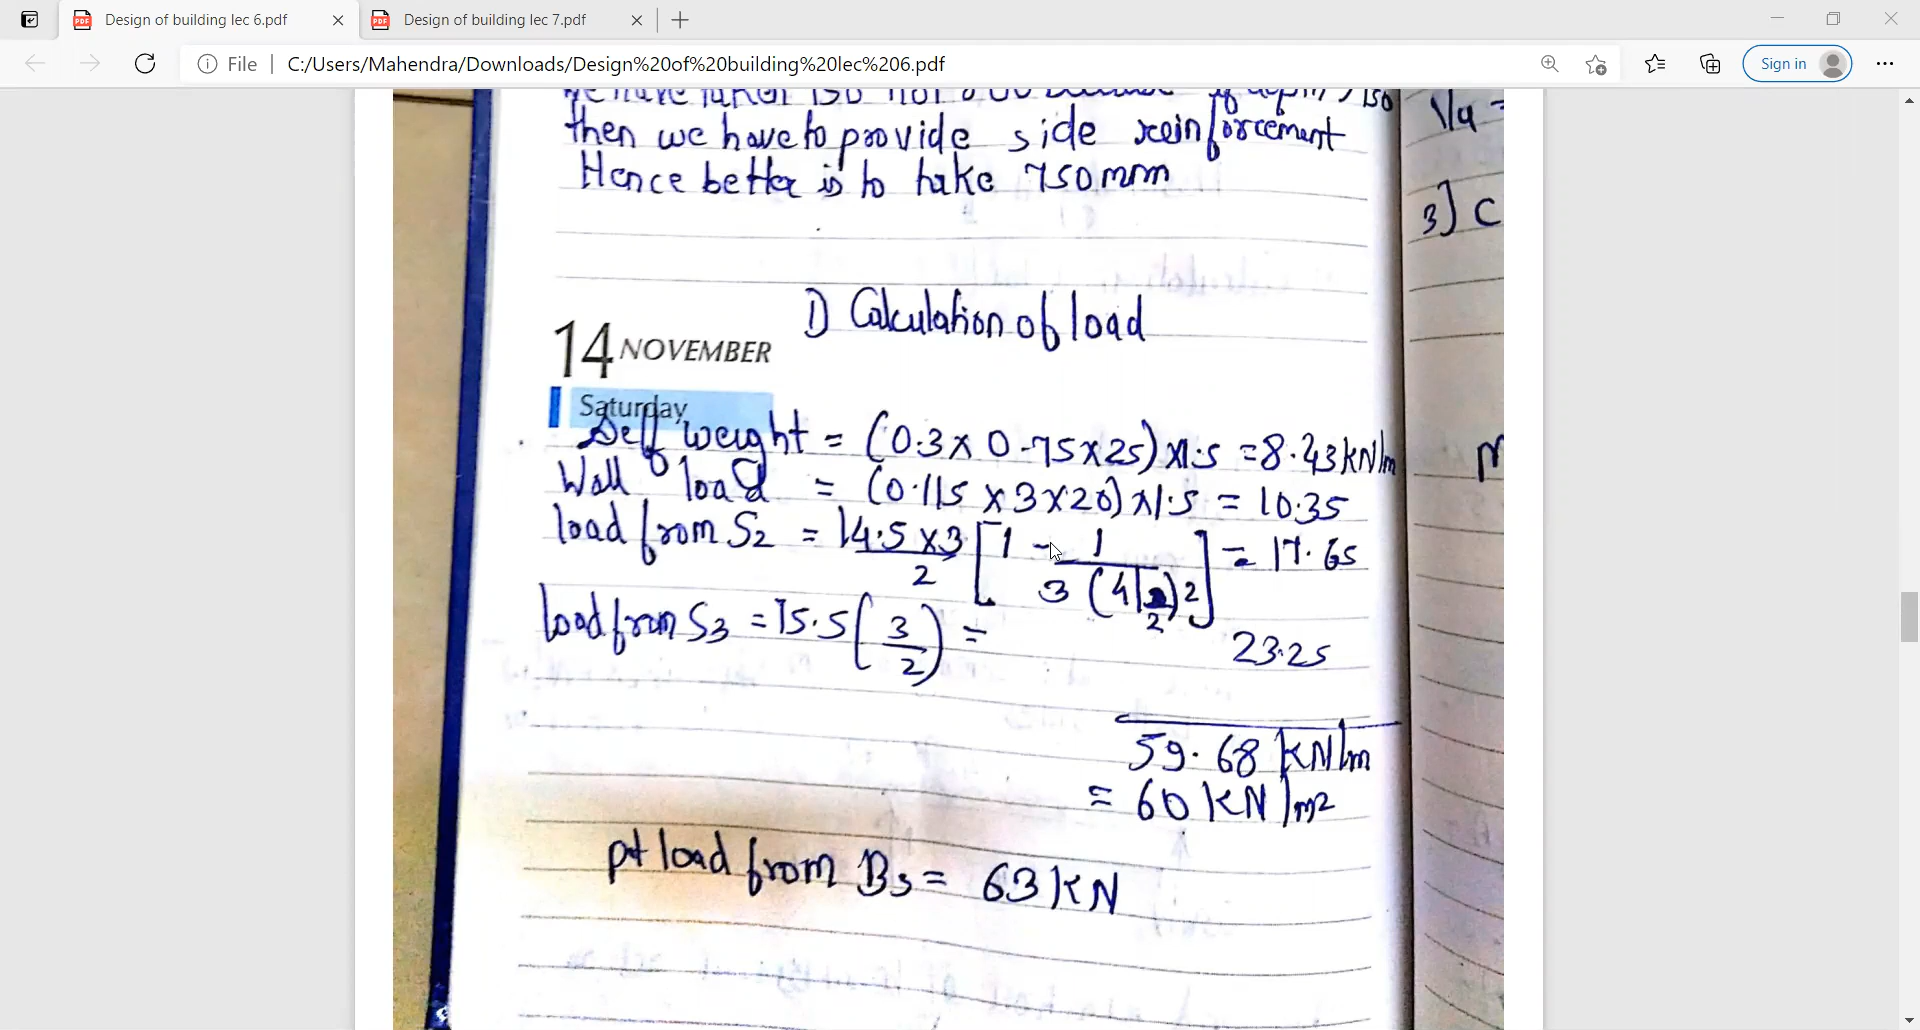 Design of building lec 6.pdf
Design of building lec 7.pdf
File
C:/Users/Mahendra/Downloads/Design%20of%20building%20lec%206.pdf
Sign in
then we have to provide side reinforcement
Hence better is to take 750mm
1) Calculation of load
14 NOVEMBER
Saturday
Self weight = (0.3 x 0.75x25) x1.5 = 8.43kN/m
Wall load = (0.115 x 3 x 20) x 1.5 = 10.35
load from S2 = 14.5 x3 / 2 [1 - 1 / 3 (4/3)2] = 17.65
load from S3 = 15.5 (3/2) = 23.25
59.68 kN/m
= 60 kN/m2
pt load from B3 = 63 kN
3] C